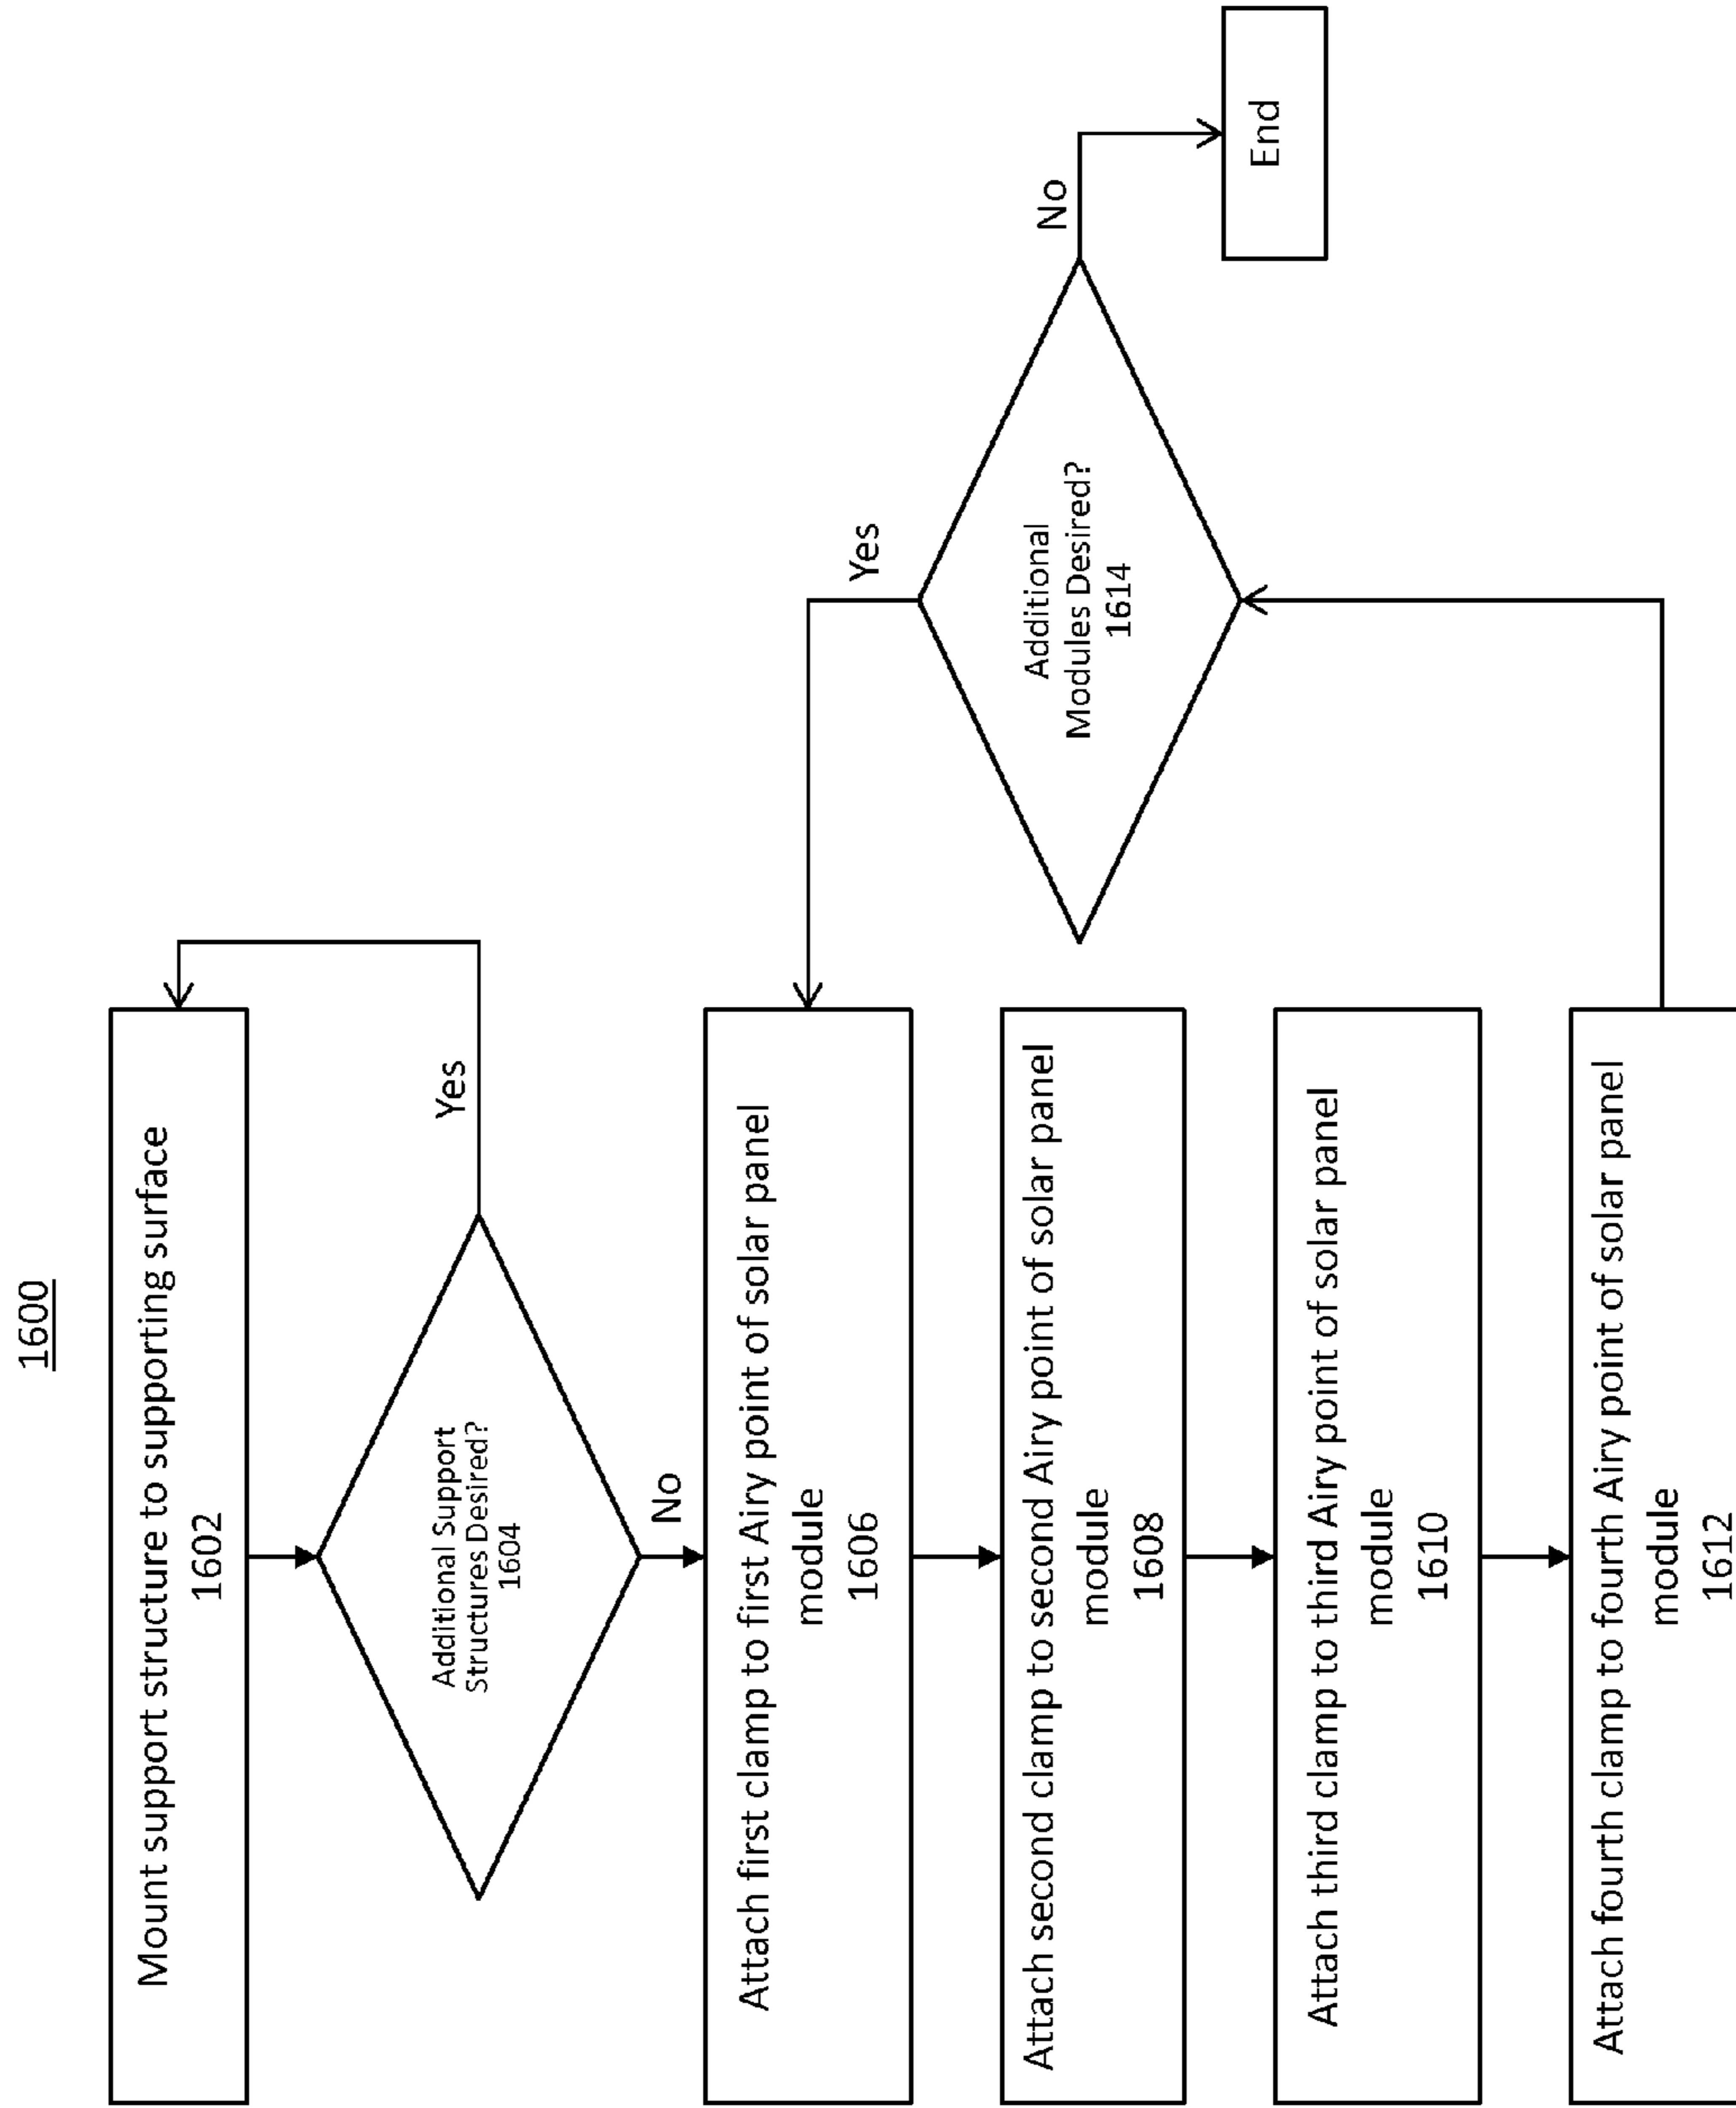 1600
Mount support structure to supporting surface
1602
Additional Support
Structures Desired?
1604
Yes
No
Attach first clamp to first Airy point of solar panel
module
1606
Attach second clamp to second Airy point of solar panel
module
1608
Attach third clamp to third Airy point of solar panel
module
1610
Attach fourth clamp to fourth Airy point of solar panel
module
1612
Additional
Modules Desired?
1614
Yes
No
End